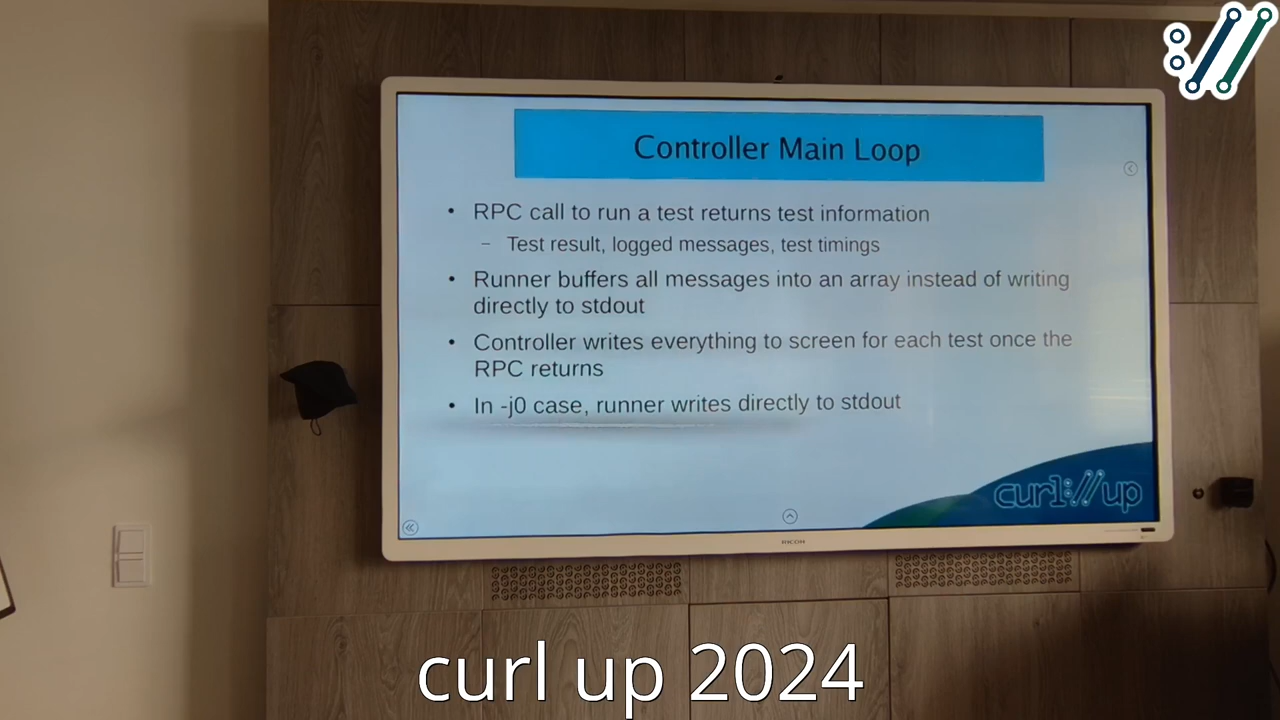 Controller Main Loop
• RPC call to run a test returns test information
– Test result, logged messages, test timings
• Runner buffers all messages into an array instead of writing
directly to stdout
• Controller writes everything to screen for each test once the
RPC returns
• In -j0 case, runner writes directly to stdout
curl://up
RICOH
curl up 2024